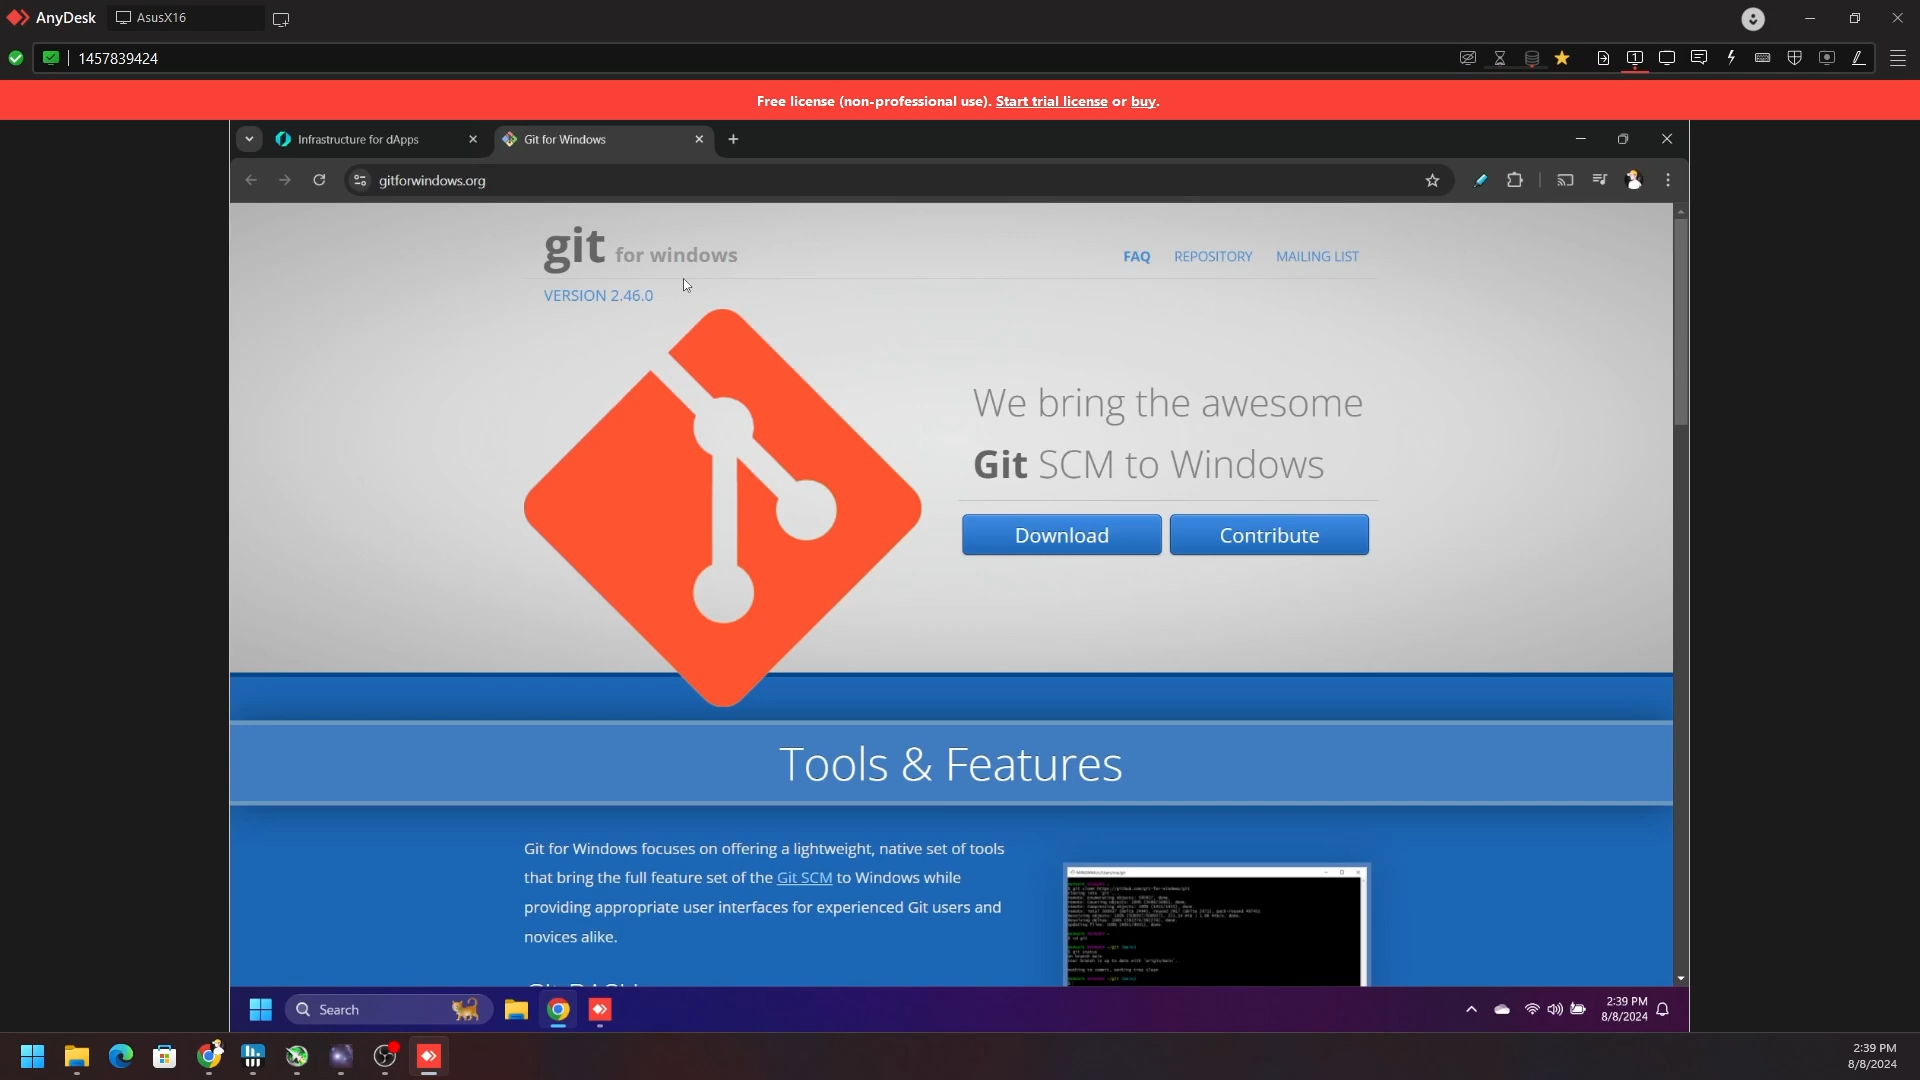 AnyDesk
AsusX16
1457839424
Free license (non-professional use). Start trial license or buy.
Infrastructure for dApps
Git for Windows
gitforwindows.org
git for windows
FAQ REPOSITORY MAILING LIST
VERSION 2.46.0
We bring the awesome
Git SCM to Windows
Download Contribute
Tools & Features
Git for Windows focuses on offering a lightweight, native set of tools
that bring the full feature set of the Git SCM to Windows while
providing appropriate user interfaces for experienced Git users and
novices alike.
Search
2:39 PM
8/8/2024
2:39 PM
8/8/2024